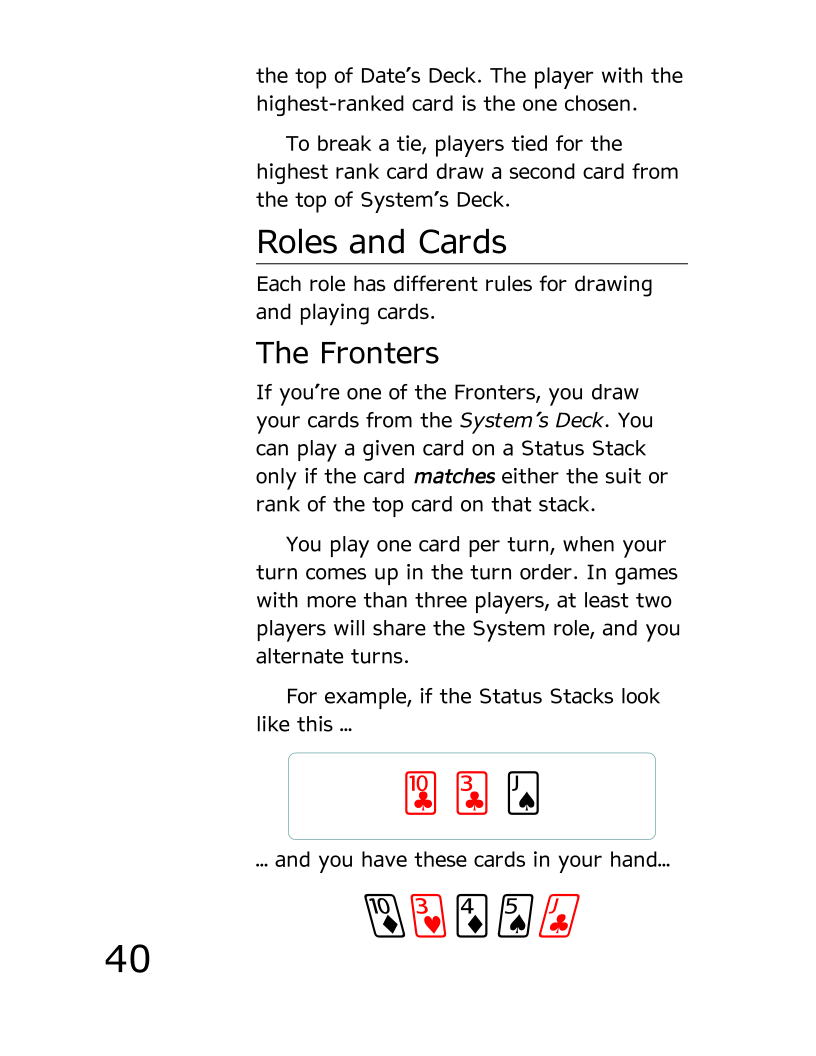 the top of Date’s Deck. The player with the
highest-ranked card is the one chosen.
To break a tie, players tied for the
highest rank card draw a second card from
the top of System’s Deck.
Roles and Cards
Each role has different rules for drawing
and playing cards.
The Fronters
If you’re one of the Fronters, you draw
your cards from the System’s Deck. You
can play a given card on a Status Stack
only if the card matches either the suit or
rank of the top card on that stack.
You play one card per turn, when your
turn comes up in the turn order. In games
with more than three players, at least two
players will share the System role, and you
alternate turns.
For example, if the Status Stacks look
like this …
10♣ 3♣ J♠
… and you have these cards in your hand…
10♦ 3♥ 4♦ 5♠ J♣
40